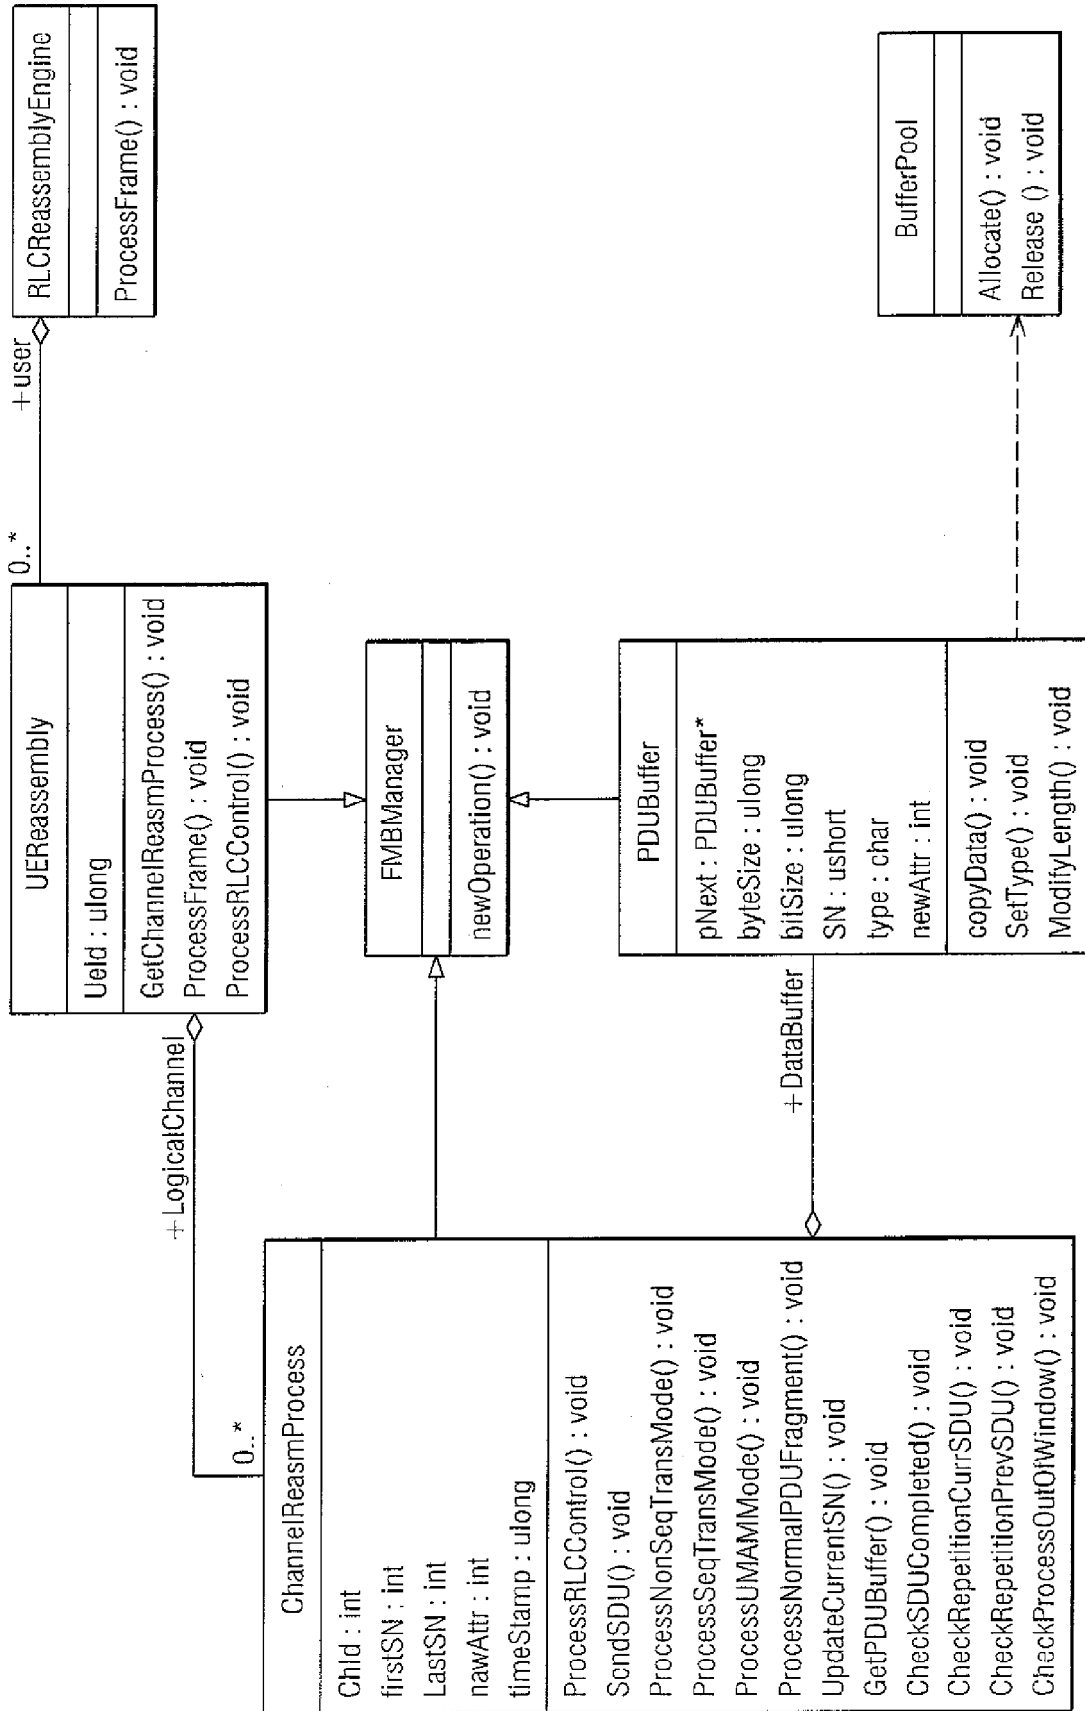 RLCReassemblyEngine
ProcessFrame() : void
+user
0..*
UEReassembly
UeId : ulong
GetChannelReasmProcess() : void
ProcessFrame() : void
ProcessRLCControl() : void
+LogicalChannel
0..*
ChannelReasmProcess
ChId : int
firstSN : int
LastSN : int
nawAttr : int
timeStamp : ulong
ProcessRLCControl() : void
SendSDU() : void
ProcessNonSeqTransMode() : void
ProcessSeqTransMode() : void
ProcessUMAMMode() : void
ProcessNormalPDUFragment() : void
UpdateCurrentSN() : void
GetPDUBuffer() : void
CheckSDUCompleted() : void
CheckRepetitionCurrSDU() : void
CheckRepetitionPrevSDU() : void
CheckProcessOutOfWindow() : void
FMBManager
newOperation() : void
+DataBuffer
PDUBuffer
pNext : PDUBuffer*
byteSize : ulong
bitSize : ulong
SN : ushort
type : char
newAttr : int
copyData() : void
SetType() : void
ModifyLength() : void
BufferPool
Allocate() : void
Release () : void